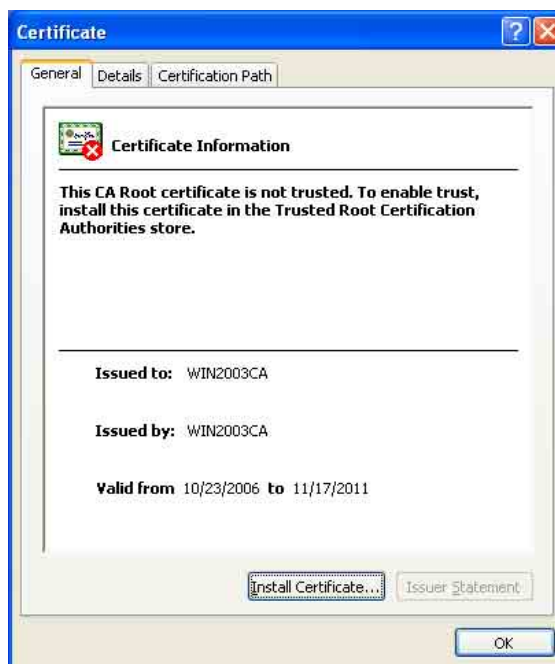 Certificate
General Details Certification Path
Certificate Information
This CA Root certificate is not trusted. To enable trust,
install this certificate in the Trusted Root Certification
Authorities store.
Issued to: WIN2003CA
Issued by: WIN2003CA
Valid from 10/23/2006 to 11/17/2011
Install Certificate... Issuer Statement
OK